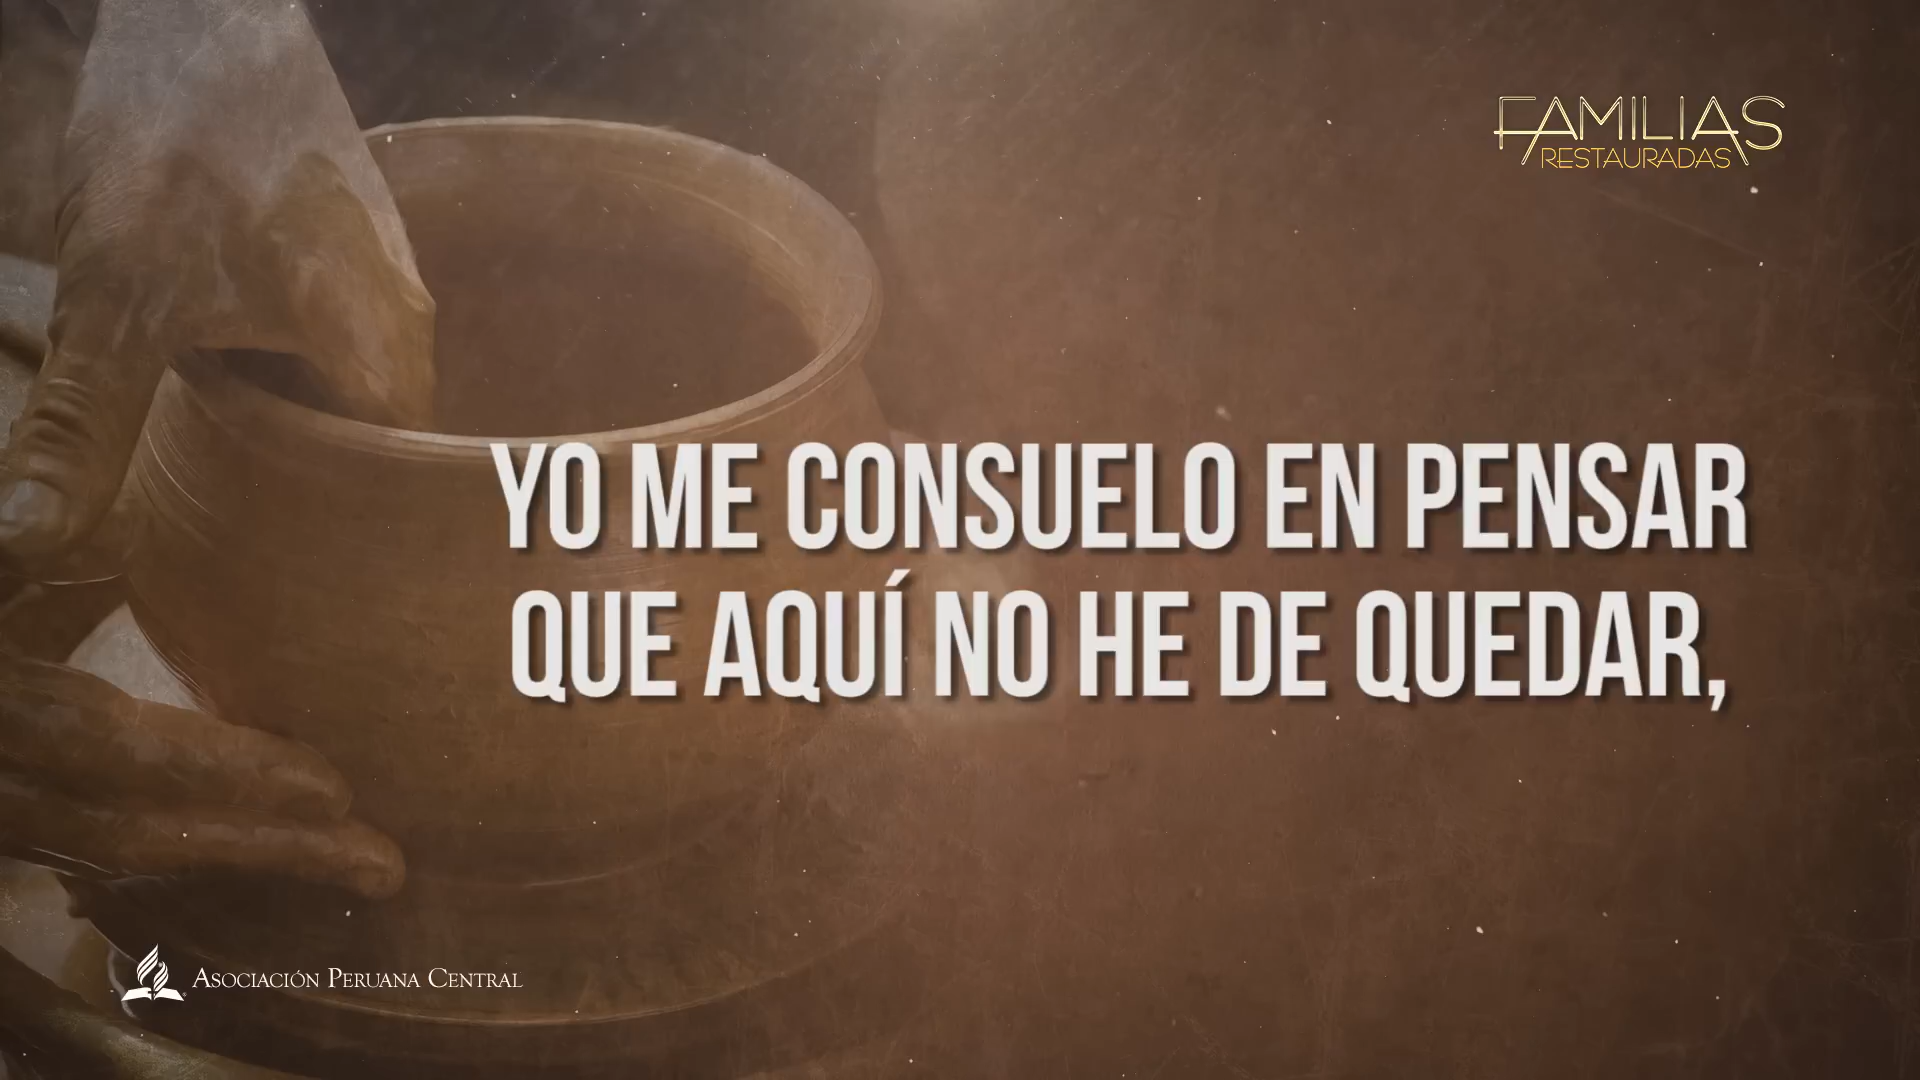 FAMILIAS
RESTAURADAS
YO ME CONSUELO EN PENSAR
QUE AQUÍ NO HE DE QUEDAR,
ASOCIACIÓN PERUANA CENTRAL